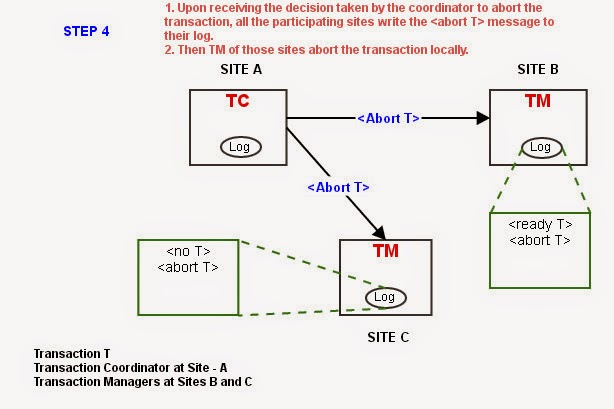 STEP 4
1. Upon receiving the decision taken by the coordinator to abort the
transaction, all the participating sites write the <abort T> message to
their log.
2. Then TM of those sites abort the transaction locally.
SITE A
SITE B
TC
Log
<Abort T>
TM
Log
<Abort T>
<ready T>
<abort T>
<no T>
<abort T>
TM
Log
SITE C
Transaction T
Transaction Coordinator at Site - A
Transaction Managers at Sites B and C